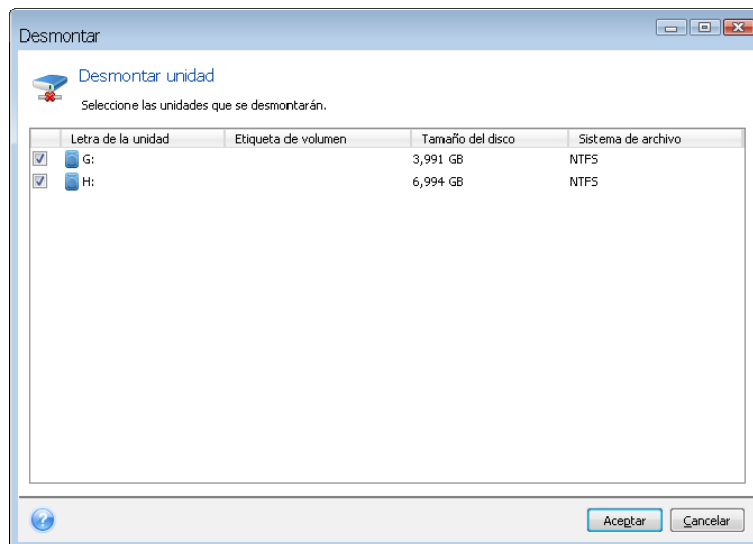 Desmontar
Desmontar unidad
Seleccione las unidades que se desmontarán.
Letra de la unidad Etiqueta de volumen Tamaño del disco Sistema de archivo
G: 3,991 GB NTFS
H: 6,994 GB NTFS
Aceptar Cancelar